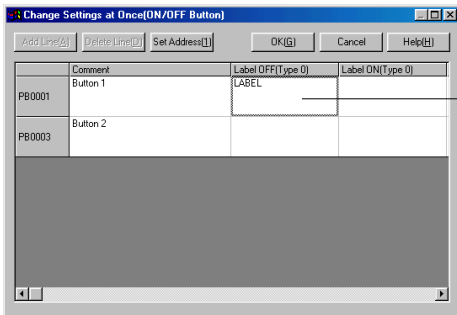 Change Settings at Once(ON/OFF Button)
Add Line[A] Delete Line[D] Set Address[1] OK(G) Cancel Help(H)
Comment Label OFF(Type 0) Label ON(Type 0)
PB0001 Button 1 LABEL
PB0003 Button 2